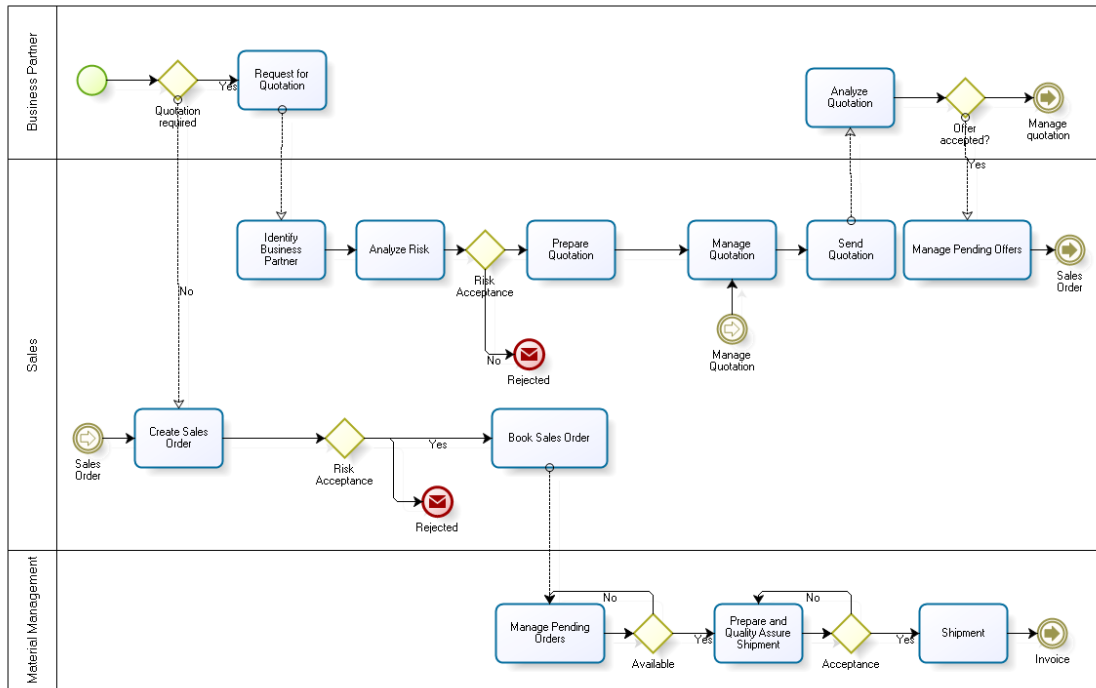 Business Partner
Quotation
required
Yes
Request for
Quotation
Analyze
Quotation
Offer
accepted?
Manage
quotation
Yes
Sales
Identify
Business
Partner
Analyze Risk
Risk
Acceptance
Prepare
Quotation
Manage
Quotation
Send
Quotation
Manage Pending Offers
Sales
Order
No
No
Rejected
Manage
Quotation
Sales
Order
Create Sales
Order
Risk
Acceptance
Yes
Book Sales Order
Rejected
Material Management
Manage Pending
Orders
No
Available
Yes
Prepare and
Quality Assure
Shipment
No
Acceptance
Yes
Shipment
Invoice